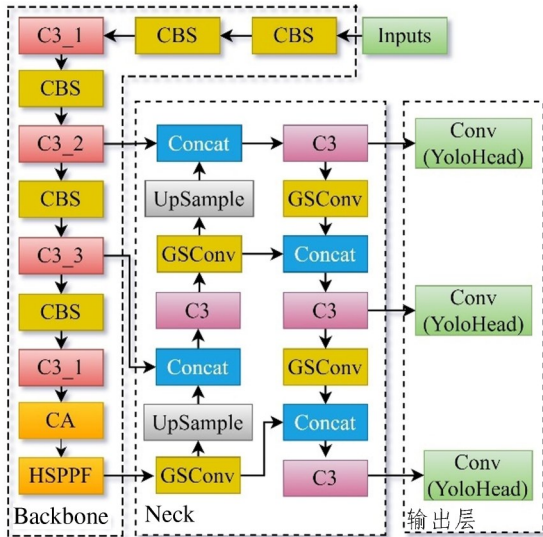 C3_1
CBS
CBS
Inputs
CBS
C3_2
CBS
C3_3
CBS
C3_1
CA
HSPPF
Backbone
Concat
UpSample
GSConv
C3
Concat
UpSample
GSConv
C3
GSConv
Concat
C3
GSConv
Concat
C3
Neck
Conv
(YoloHead)
Conv
(YoloHead)
Conv
(YoloHead)
输出层